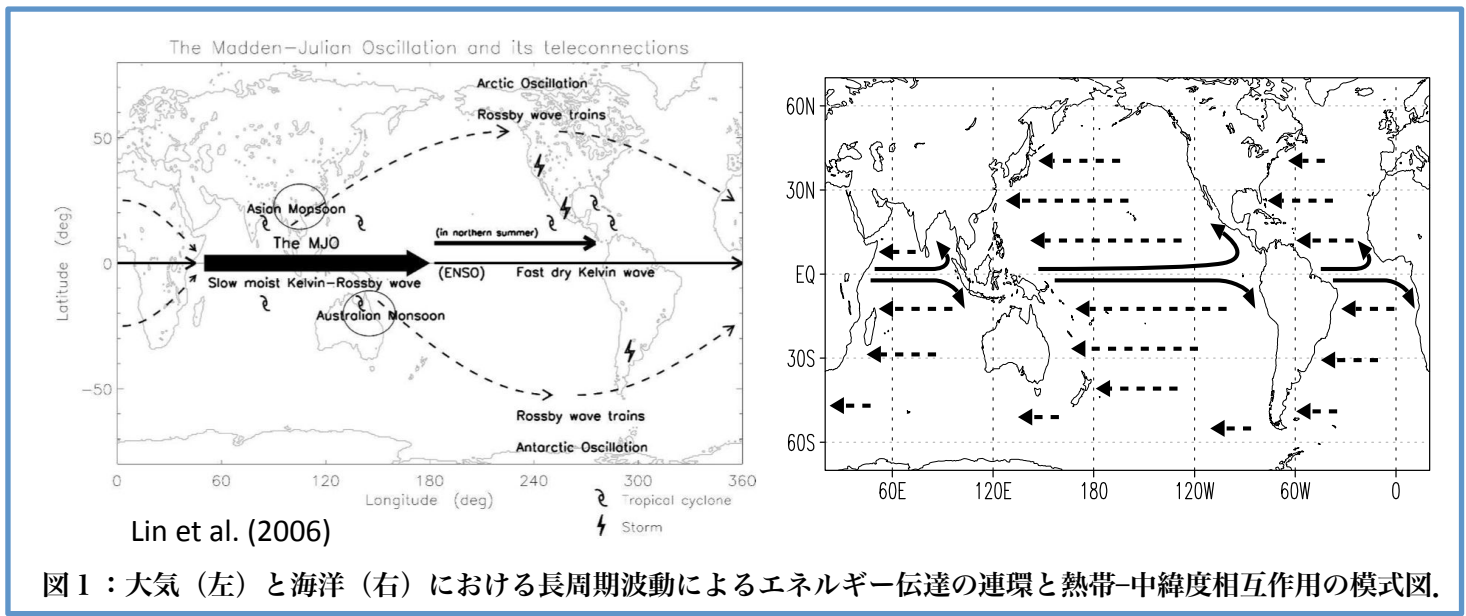 The Madden-Julian Oscillation and its teleconnections
Arctic Oscillation
Rossby wave trains
Asian Monsoon
The MJO
(in northern summer)
(ENSO)
Fast dry Kelvin wave
Slow moist Kelvin-Rossby wave
Australian Monsoon
Rossby wave trains
Antarctic Oscillation
Latitude (deg)
50
0
-50
0 60 120 180 240 300 360
Longitude (deg)
Tropical cyclone
Storm
Lin et al. (2006)
60N
30N
EQ
30S
60S
60E 120E 180 120W 60W 0
図1：大気（左）と海洋（右）における長周期波動によるエネルギー伝達の連環と熱帯−中緯度相互作用の模式図.